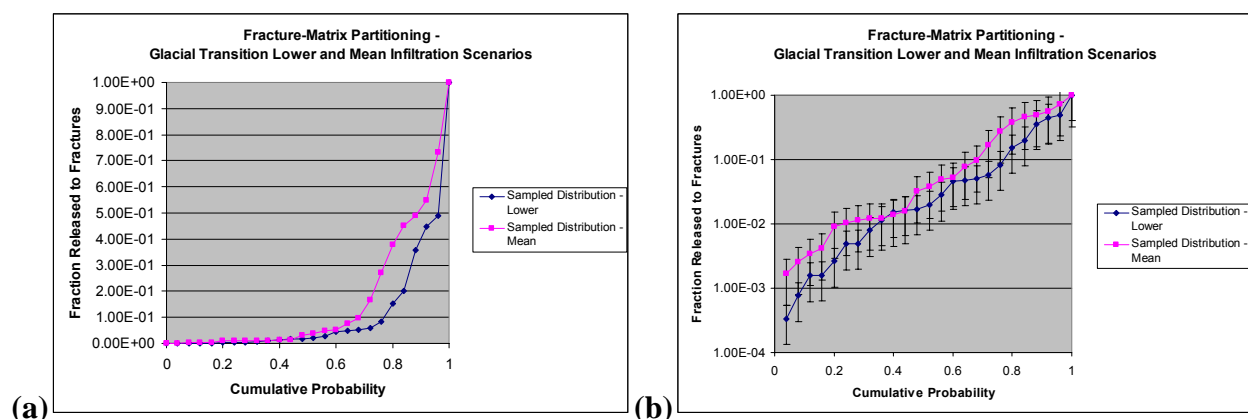 Fracture-Matrix Partitioning -
Glacial Transition Lower and Mean Infiltration Scenarios
1.00E+00
9.00E-01
8.00E-01
7.00E-01
6.00E-01
5.00E-01
4.00E-01
3.00E-01
2.00E-01
1.00E-01
0.00E+00
Fraction Released to Fractures
0 0.2 0.4 0.6 0.8 1
Cumulative Probability
Sampled Distribution -
Lower
Sampled Distribution -
Mean
(a)
Fracture-Matrix Partitioning -
Glacial Transition Lower and Mean Infiltration Scenarios
1.00E+00
1.00E-01
1.00E-02
1.00E-03
1.00E-04
Fraction Released to Fractures
0 0.2 0.4 0.6 0.8 1
Cumulative Probability
Sampled Distribution -
Lower
Sampled Distribution -
Mean
(b)